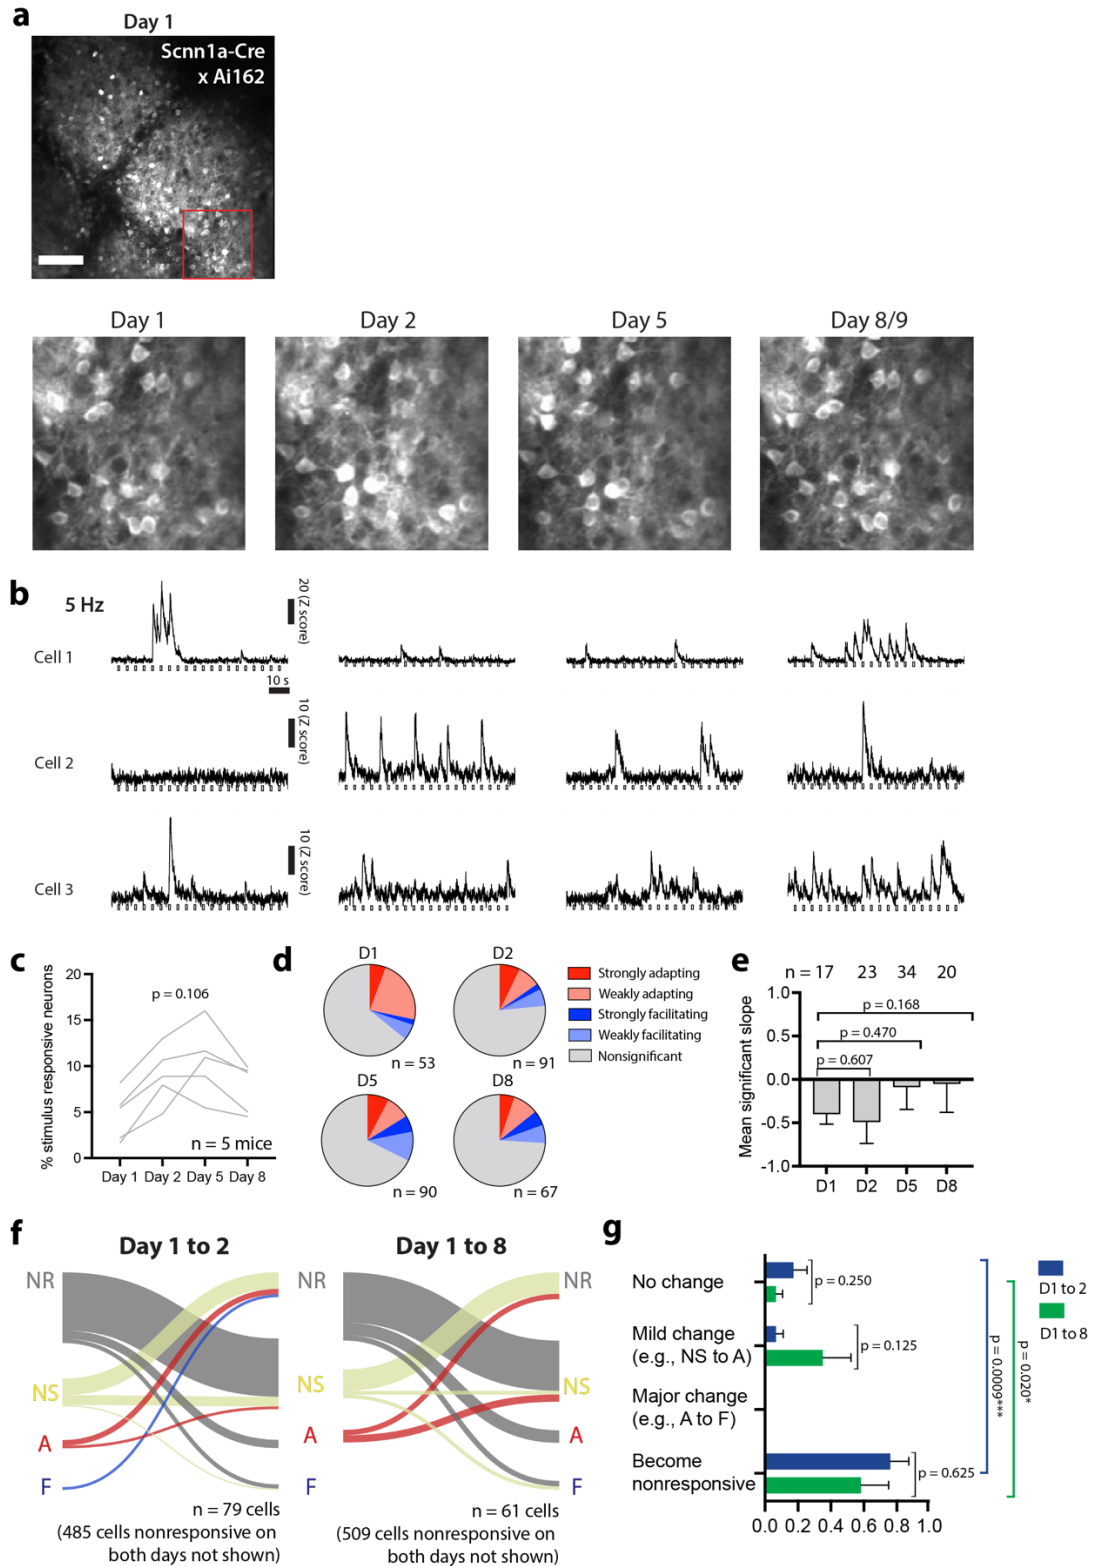 a
Day 1
Scnn1a-Cre
x Ai162
Day 1
Day 2
Day 5
Day 8/9
b
5 Hz
20 (Z score)
Cell 1
10 s
10 (Z score)
Cell 2
10 (Z score)
Cell 3
c
% stimulus responsive neurons
20
15
10
5
0
p = 0.106
n = 5 mice
Day 1 Day 2 Day 5 Day 8
d
D1
D2
n = 53
n = 91
D5
D8
n = 90
n = 67
Strongly adapting
Weakly adapting
Strongly facilitating
Weakly facilitating
Nonsignificant
e
n = 17 23 34 20
Mean significant slope
1.0
0.5
0.0
-0.5
-1.0
p = 0.168
p = 0.470
p = 0.607
D1 D2 D5 D8
f
Day 1 to 2
Day 1 to 8
NR
NS
A
F
NS
A
F
NR
NS
A
F
n = 79 cells
(485 cells nonresponsive on
both days not shown)
n = 61 cells
(509 cells nonresponsive on
both days not shown)
g
No change
Mild change
(e.g., NS to A)
Major change
(e.g., A to F)
Become
nonresponsive
p = 0.250
p = 0.125
p = 0.625
p = 0.0009***
p = 0.020*
D1 to 2
D1 to 8
0.0 0.2 0.4 0.6 0.8 1.0